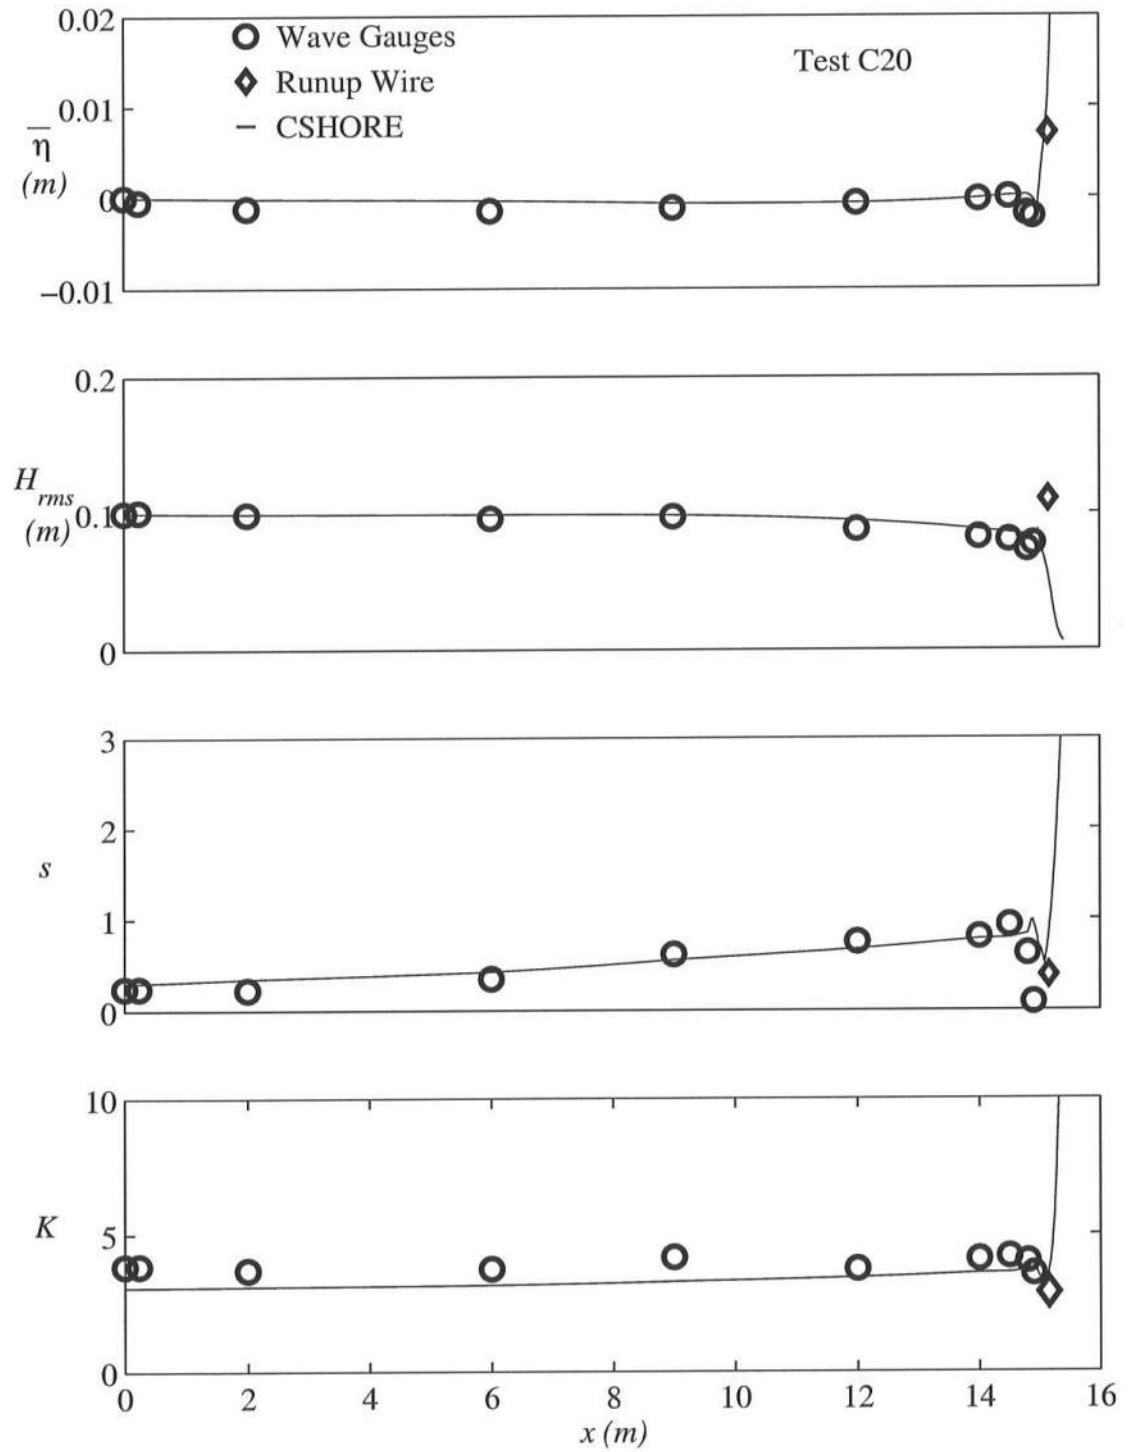 0.02
Wave Gauges
Test C20
Runup Wire
0.01
CSHORE
η
(m)
0
−0.01
0.2
H rms
0.1
(m)
0
3
2
s
1
0
10
K
5
0
0 2 4 6 8 10 12 14 16
x (m)